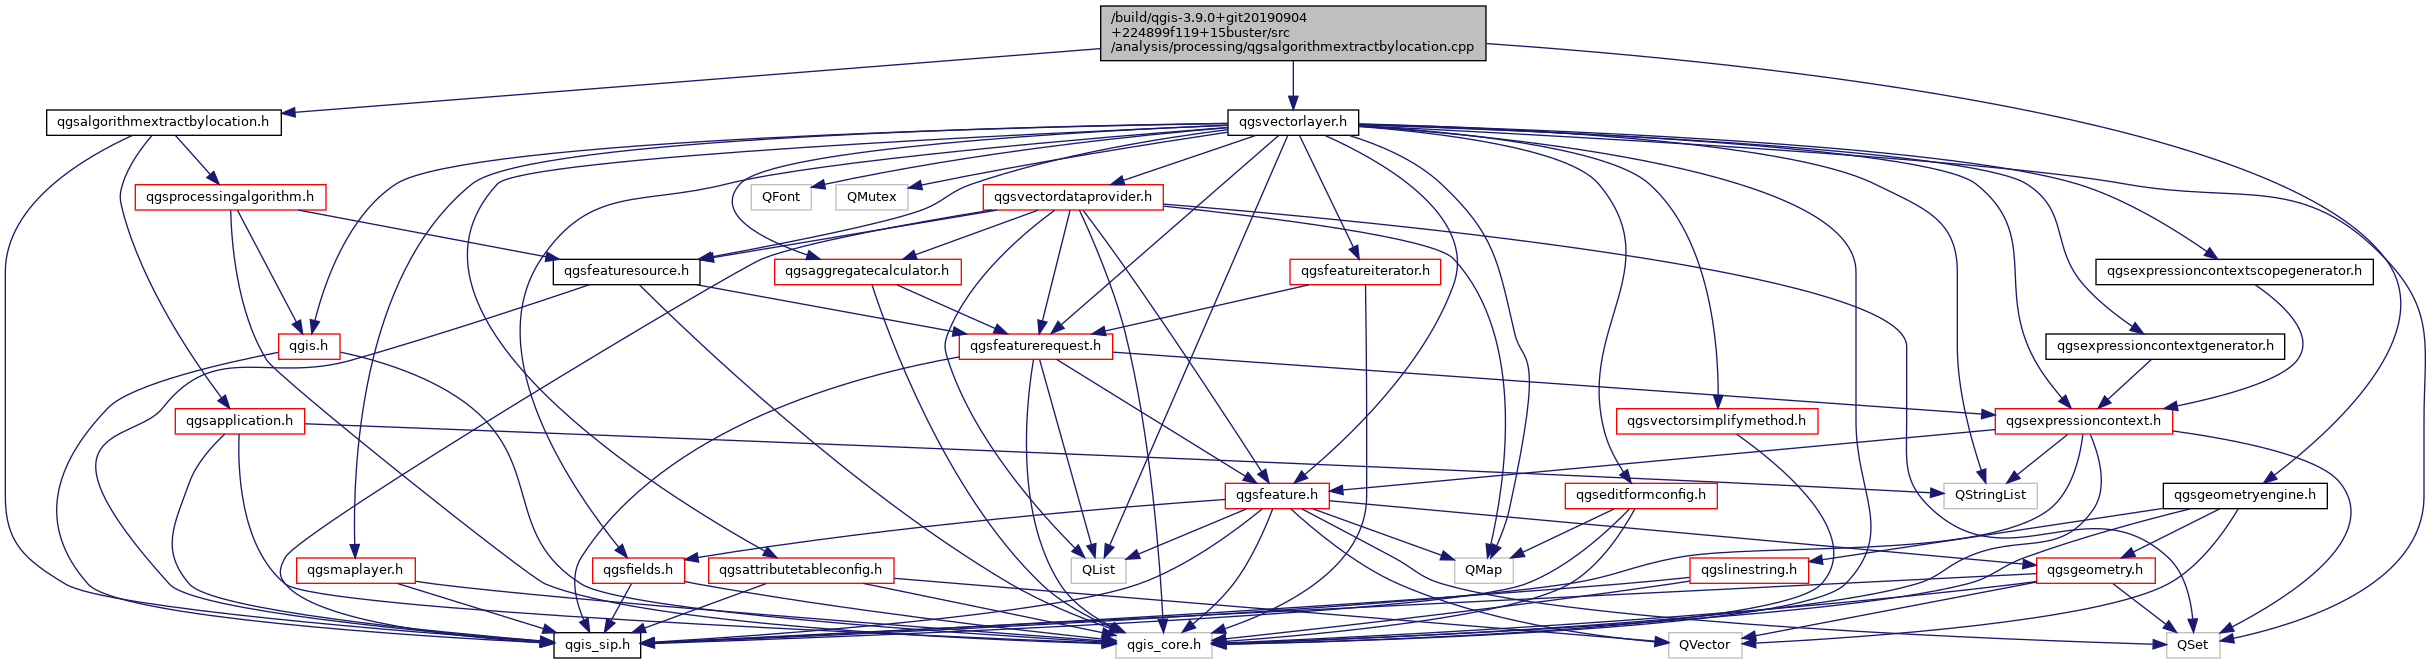 /build/qgis-3.9.0+git20190904
+224899f119+15buster/src
/analysis/processing/qgsalgorithmextractbylocation.cpp
qgsalgorithmextractbylocation.h
qgsvectorlayer.h
qgsprocessingalgorithm.h
QFont
QMutex
qgsvectordataprovider.h
qgsfeaturesource.h
qgsaggregatecalculator.h
qgsfeatureiterator.h
qgsexpressioncontextscopegenerator.h
qgis.h
qgsfeaturerequest.h
qgsexpressioncontextgenerator.h
qgsapplication.h
qgsvectorsimplifymethod.h
qgsexpressioncontext.h
qgsfeature.h
qgseditformconfig.h
QStringList
qgsgeometryengine.h
qgsmaplayer.h
qgsfields.h
qgsattributetableconfig.h
QList
QMap
qgslinestring.h
qgsgeometry.h
qgis_sip.h
qgis_core.h
QVector
QSet